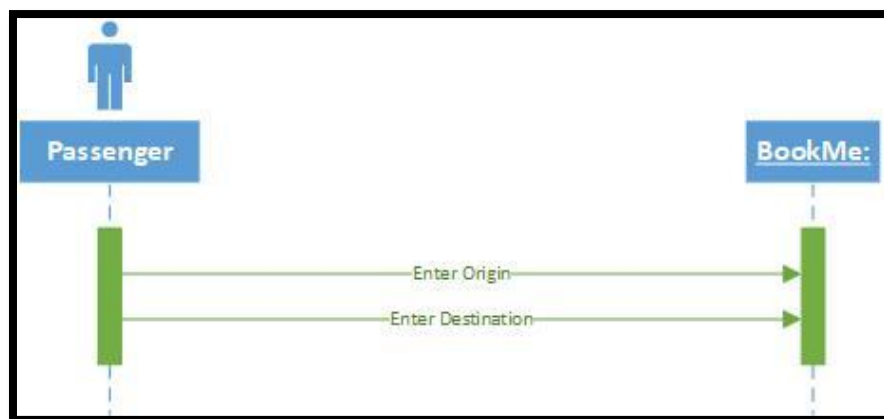 Passenger
BookMe:
Enter Origin
Enter Destination